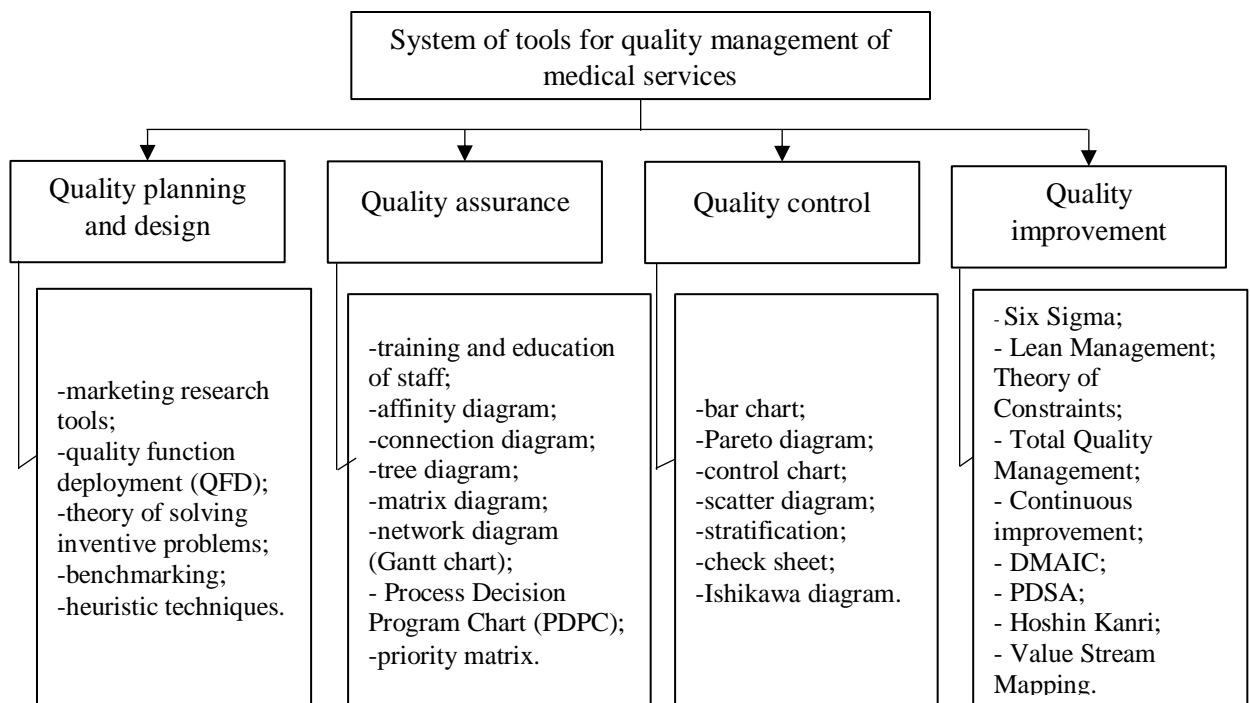 System of tools for quality management of
medical services
Quality planning
and design
Quality assurance
Quality control
Quality
improvement
-marketing research
tools;
-quality function
deployment (QFD);
-theory of solving
inventive problems;
-benchmarking;
-heuristic techniques.
-training and education
of staff;
-affinity diagram;
-connection diagram;
-tree diagram;
-matrix diagram;
-network diagram
(Gantt chart);
- Process Decision
Program Chart (PDPC);
-priority matrix.
-bar chart;
-Pareto diagram;
-control chart;
-scatter diagram;
-stratification;
-check sheet;
-Ishikawa diagram.
- Six Sigma;
- Lean Management;
Theory of
Constraints;
- Total Quality
Management;
- Continuous
improvement;
- DMAIC;
- PDSA;
- Hoshin Kanri;
- Value Stream
Mapping.